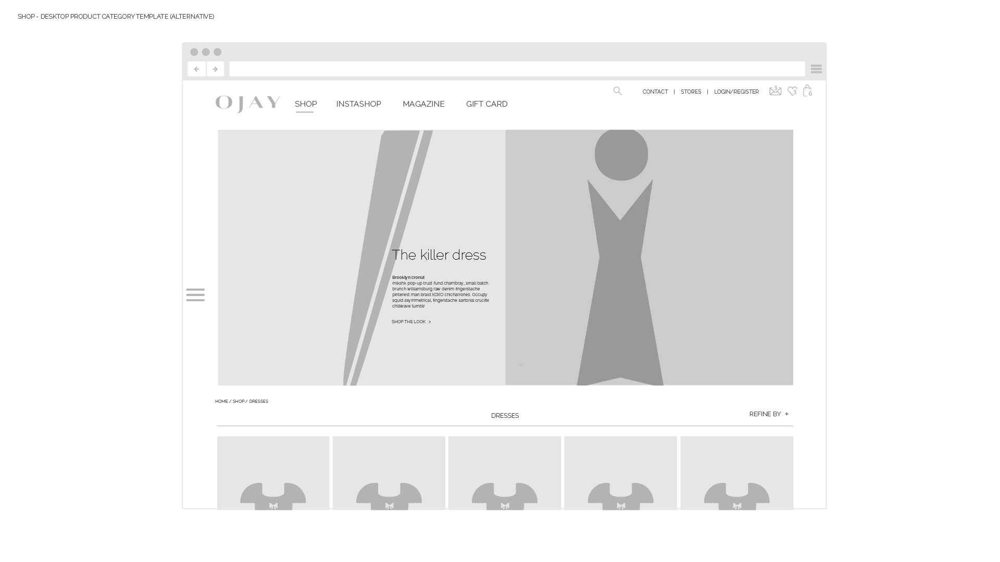 SHOP - DESKTOP PRODUCT CATEGORY TEMPLATE (ALTERNATIVE)
CONTACT | STORES | LOGIN/REGISTER 3 3 6
OJAY SHOP INSTASHOP MAGAZINE GIFT CARD
The killer dress
Brooklyn cronut
mlkshk pop-up trust fund chambray, small batch
brunch williamsburg raw denim fingerstache
pinterest man braid XOXO chicharrones. Occupy
squid asymmetrical, fingerstache sartorial crucifix
chillwave tumblr
SHOP THE LOOK >
HOME / SHOP / DRESSES
DRESSES
REFINE BY +